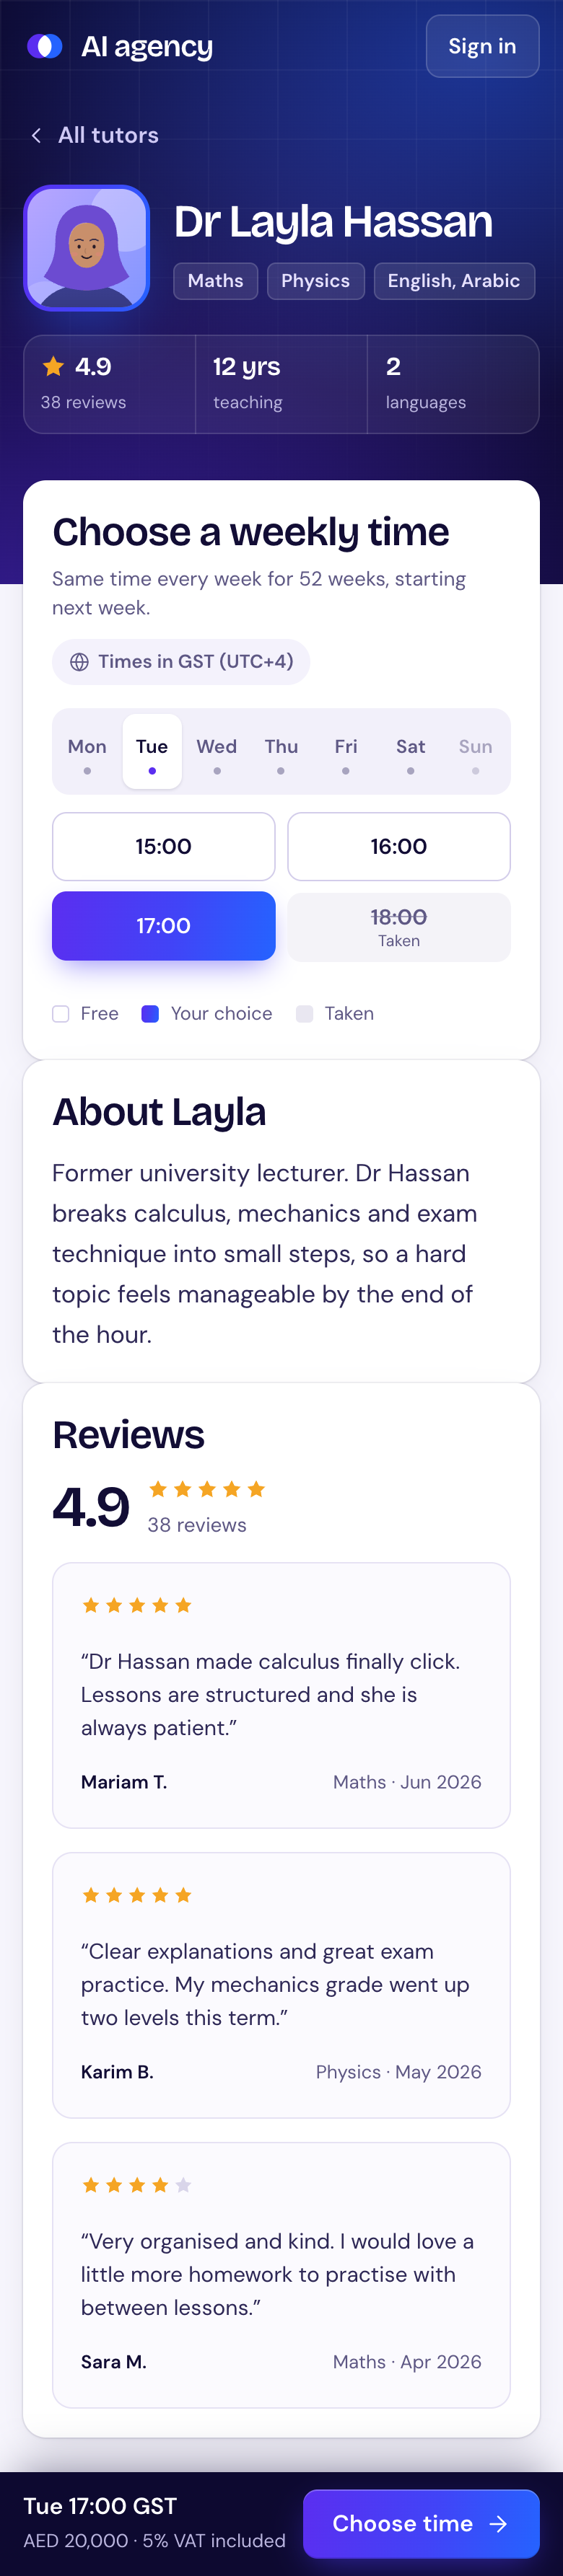 AI agency
Sign in
All tutors
Dr Layla Hassan
Maths
Physics
English, Arabic
4.9
38 reviews
12 yrs
teaching
2
languages
Choose a weekly time
Same time every week for 52 weeks, starting
next week.
Times in GST (UTC+4)
Mon
Tue
Wed
Thu
Fri
Sat
Sun
15:00
16:00
17:00
18:00
Taken
Free
Your choice
Taken
About Layla
Former university lecturer. Dr Hassan
breaks calculus, mechanics and exam
technique into small steps, so a hard
topic feels manageable by the end of
the hour.
Reviews
4.9
38 reviews
“Dr Hassan made calculus finally click.
Lessons are structured and she is
always patient.”
Mariam T.
Maths · Jun 2026
“Clear explanations and great exam
practice. My mechanics grade went up
two levels this term.”
Karim B.
Physics · May 2026
“Very organised and kind. I would love a
little more homework to practise with
between lessons.”
Sara M.
Maths · Apr 2026
Tue 17:00 GST
AED 20,000 · 5% VAT included
Choose time